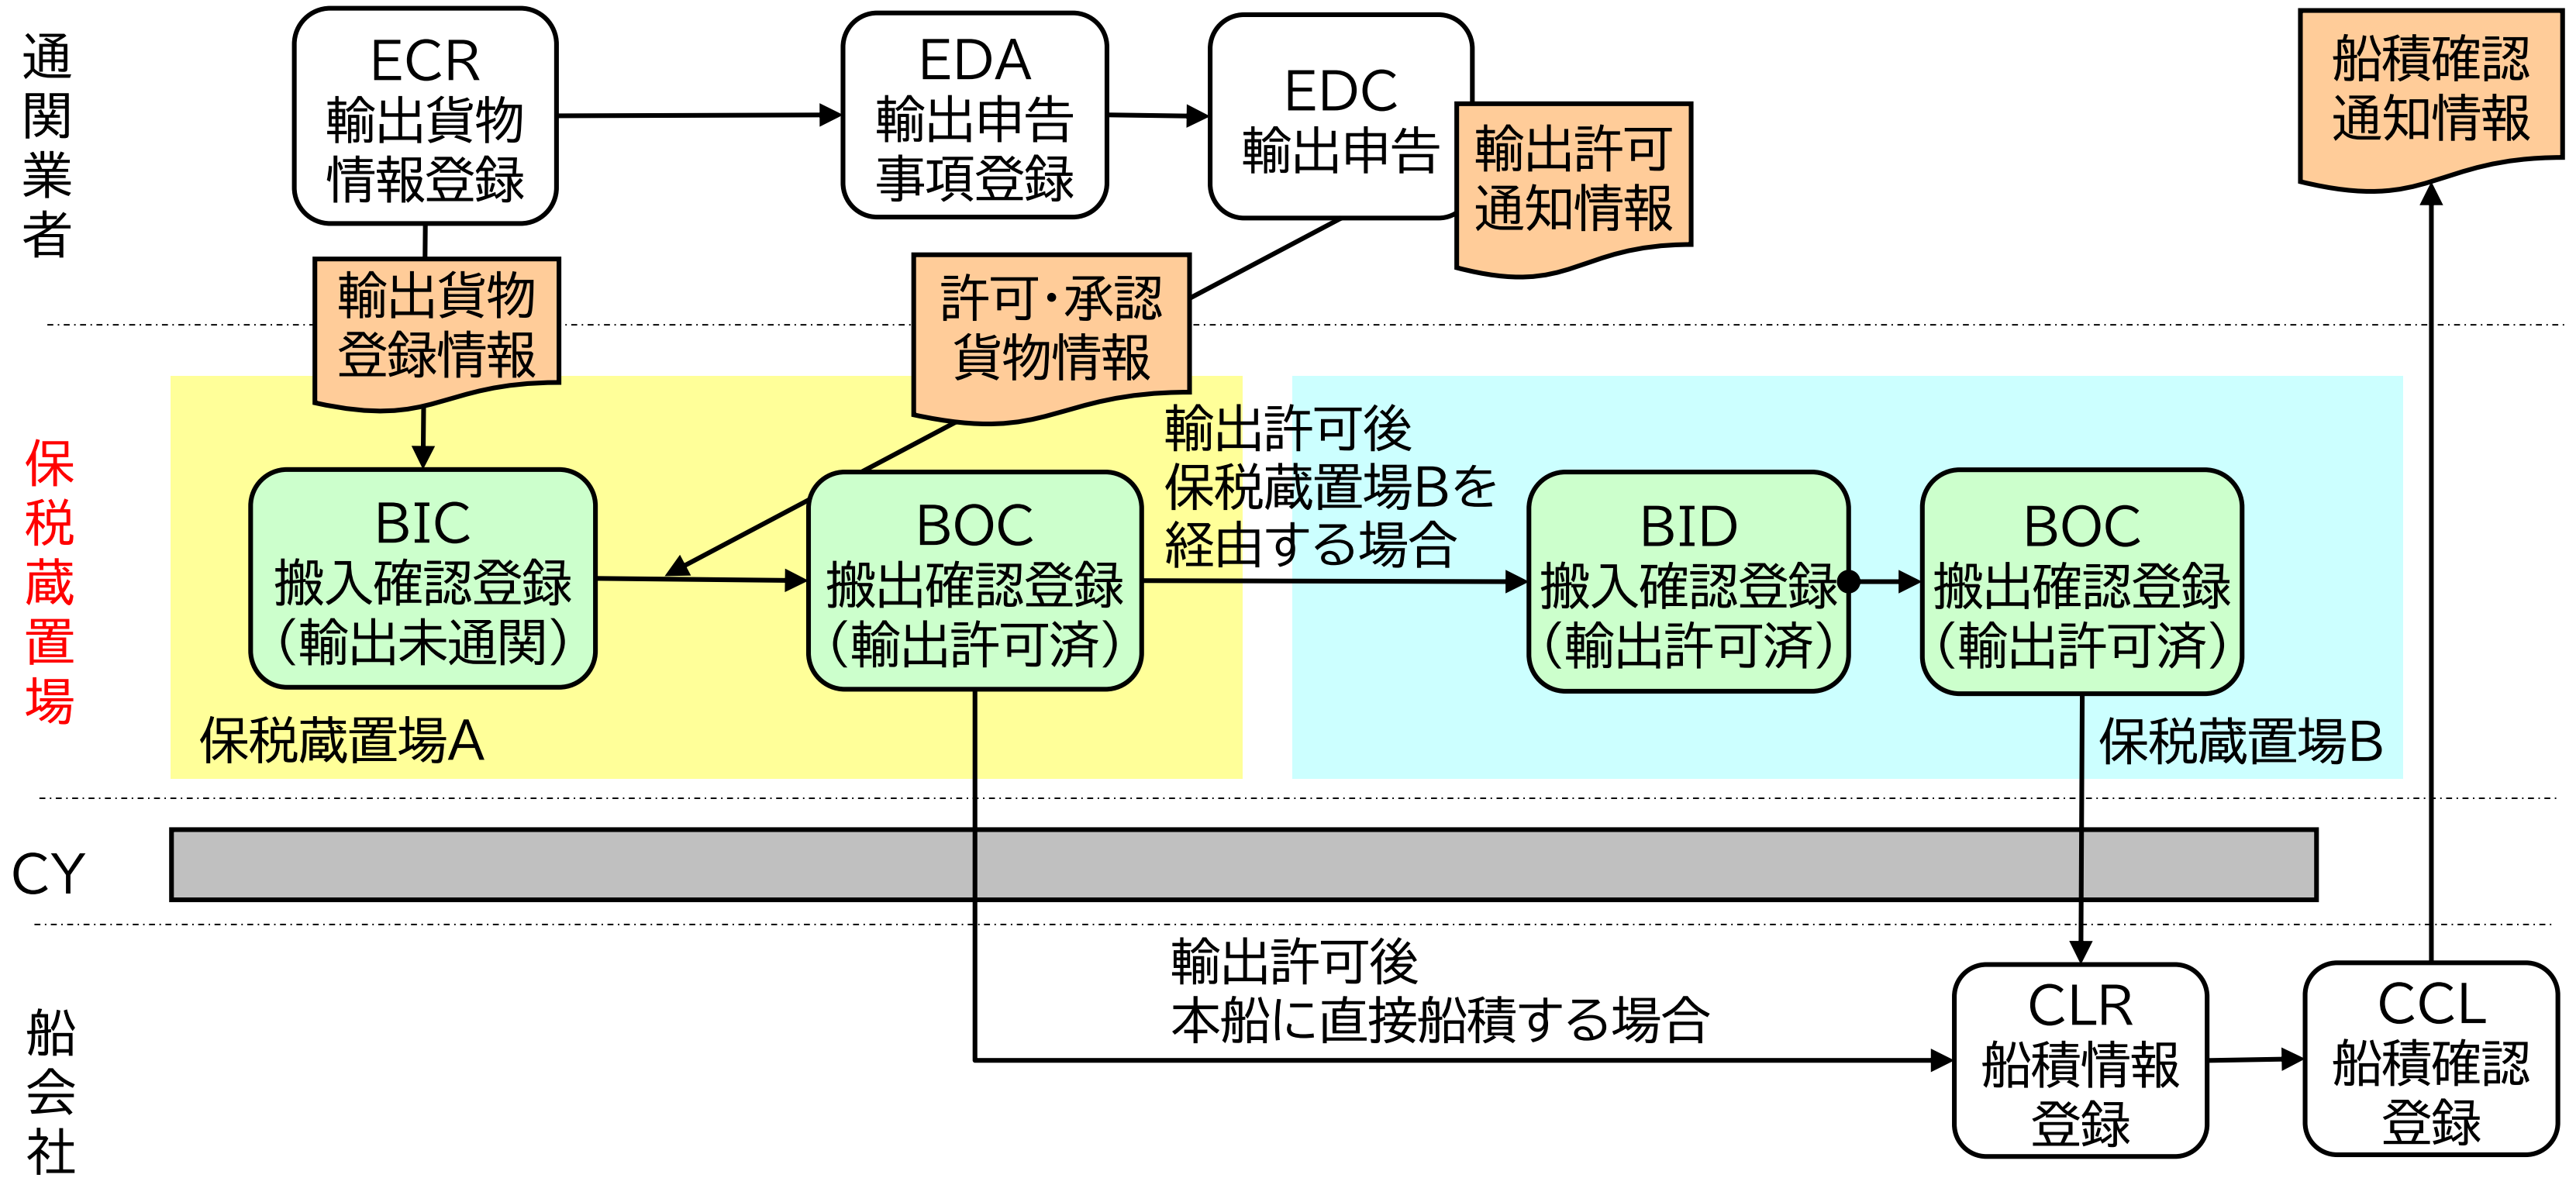 通関業者
ECR
輸出貨物
情報登録
EDA
輸出申告
事項登録
EDC
輸出申告
輸出許可
通知情報
船積確認
通知情報
輸出貨物
登録情報
許可・承認
貨物情報
保税蔵置場
BIC
搬入確認登録
（輸出未通関）
BOC
搬出確認登録
（輸出許可済）
輸出許可後
保税蔵置場Bを
経由する場合
BID
搬入確認登録
（輸出許可済）
BOC
搬出確認登録
（輸出許可済）
保税蔵置場A
保税蔵置場B
CY
船会社
輸出許可後
本船に直接船積する場合
CLR
船積情報
登録
CCL
船積確認
登録